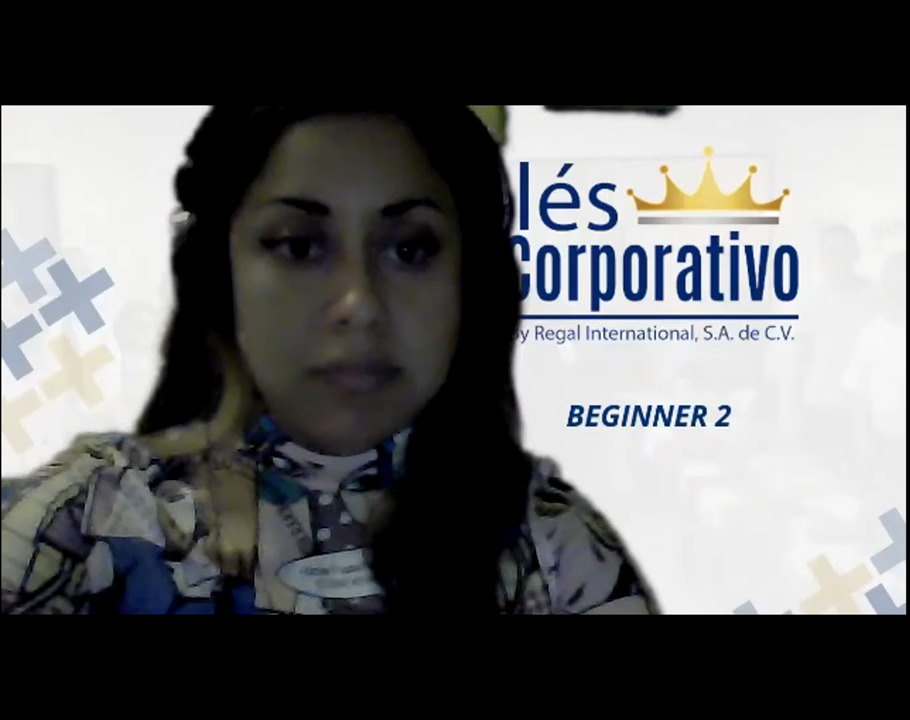 lés
Corporativo
by Regal International, S.A. de C.V.
BEGINNER 2